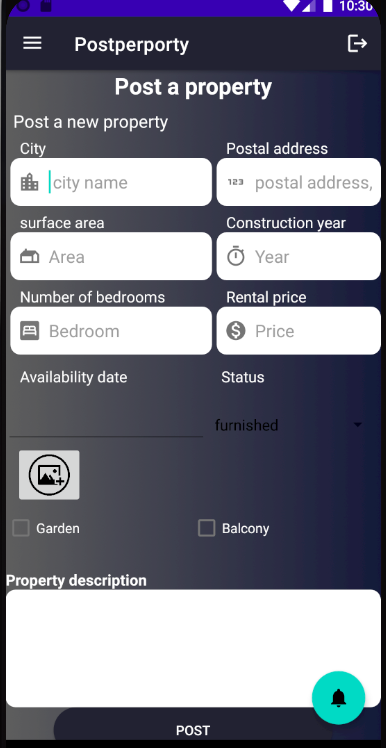 10:30
Postperporty
Post a property
Post a new property
City Postal address
city name 123 postal address,
surface area Construction year
Area Year
Number of bedrooms Rental price
Bedroom $ Price
Availability date Status
furnished
Garden Balcony
Property description
POST